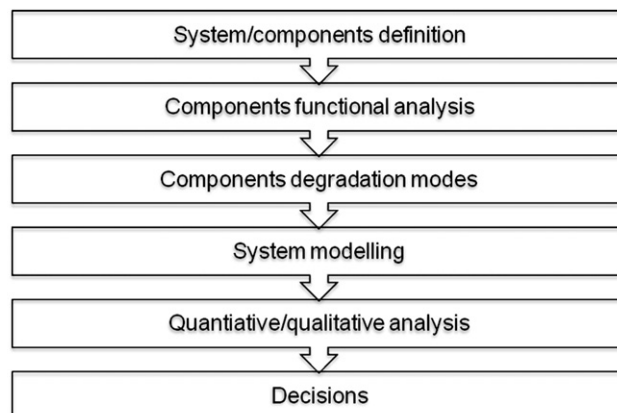 System/components definition
Components functional analysis
Components degradation modes
System modelling
Quantiative/qualitative analysis
Decisions